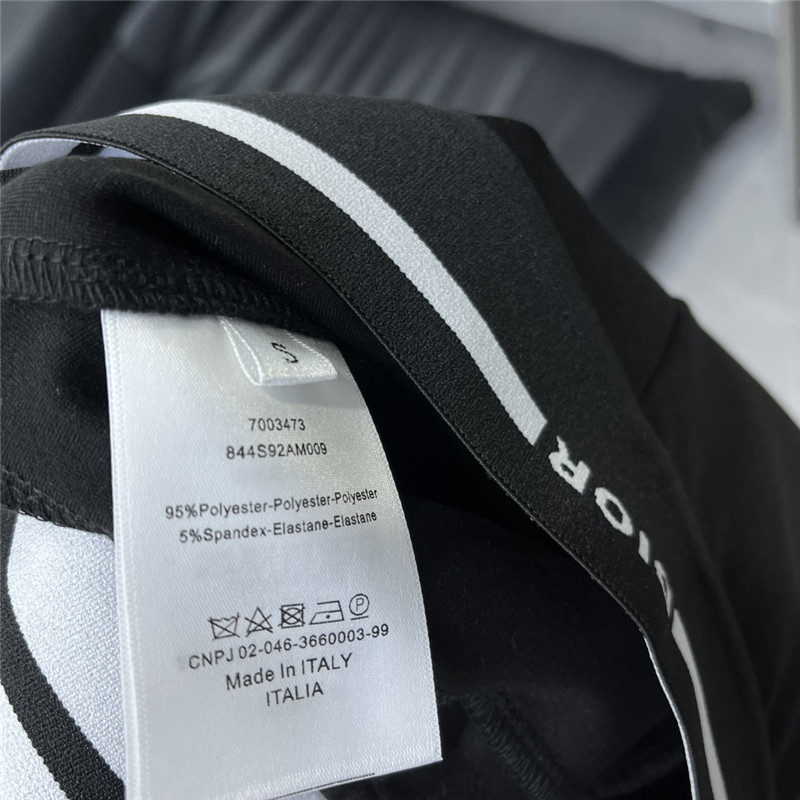 S
7003473
844S92AM009
95%Polyester-Polyester-Polyester
5%Spandex-Elastane-Elastane
CNPJ 02-046-3660003-99
Made In ITALY
ITALIA
DIOR